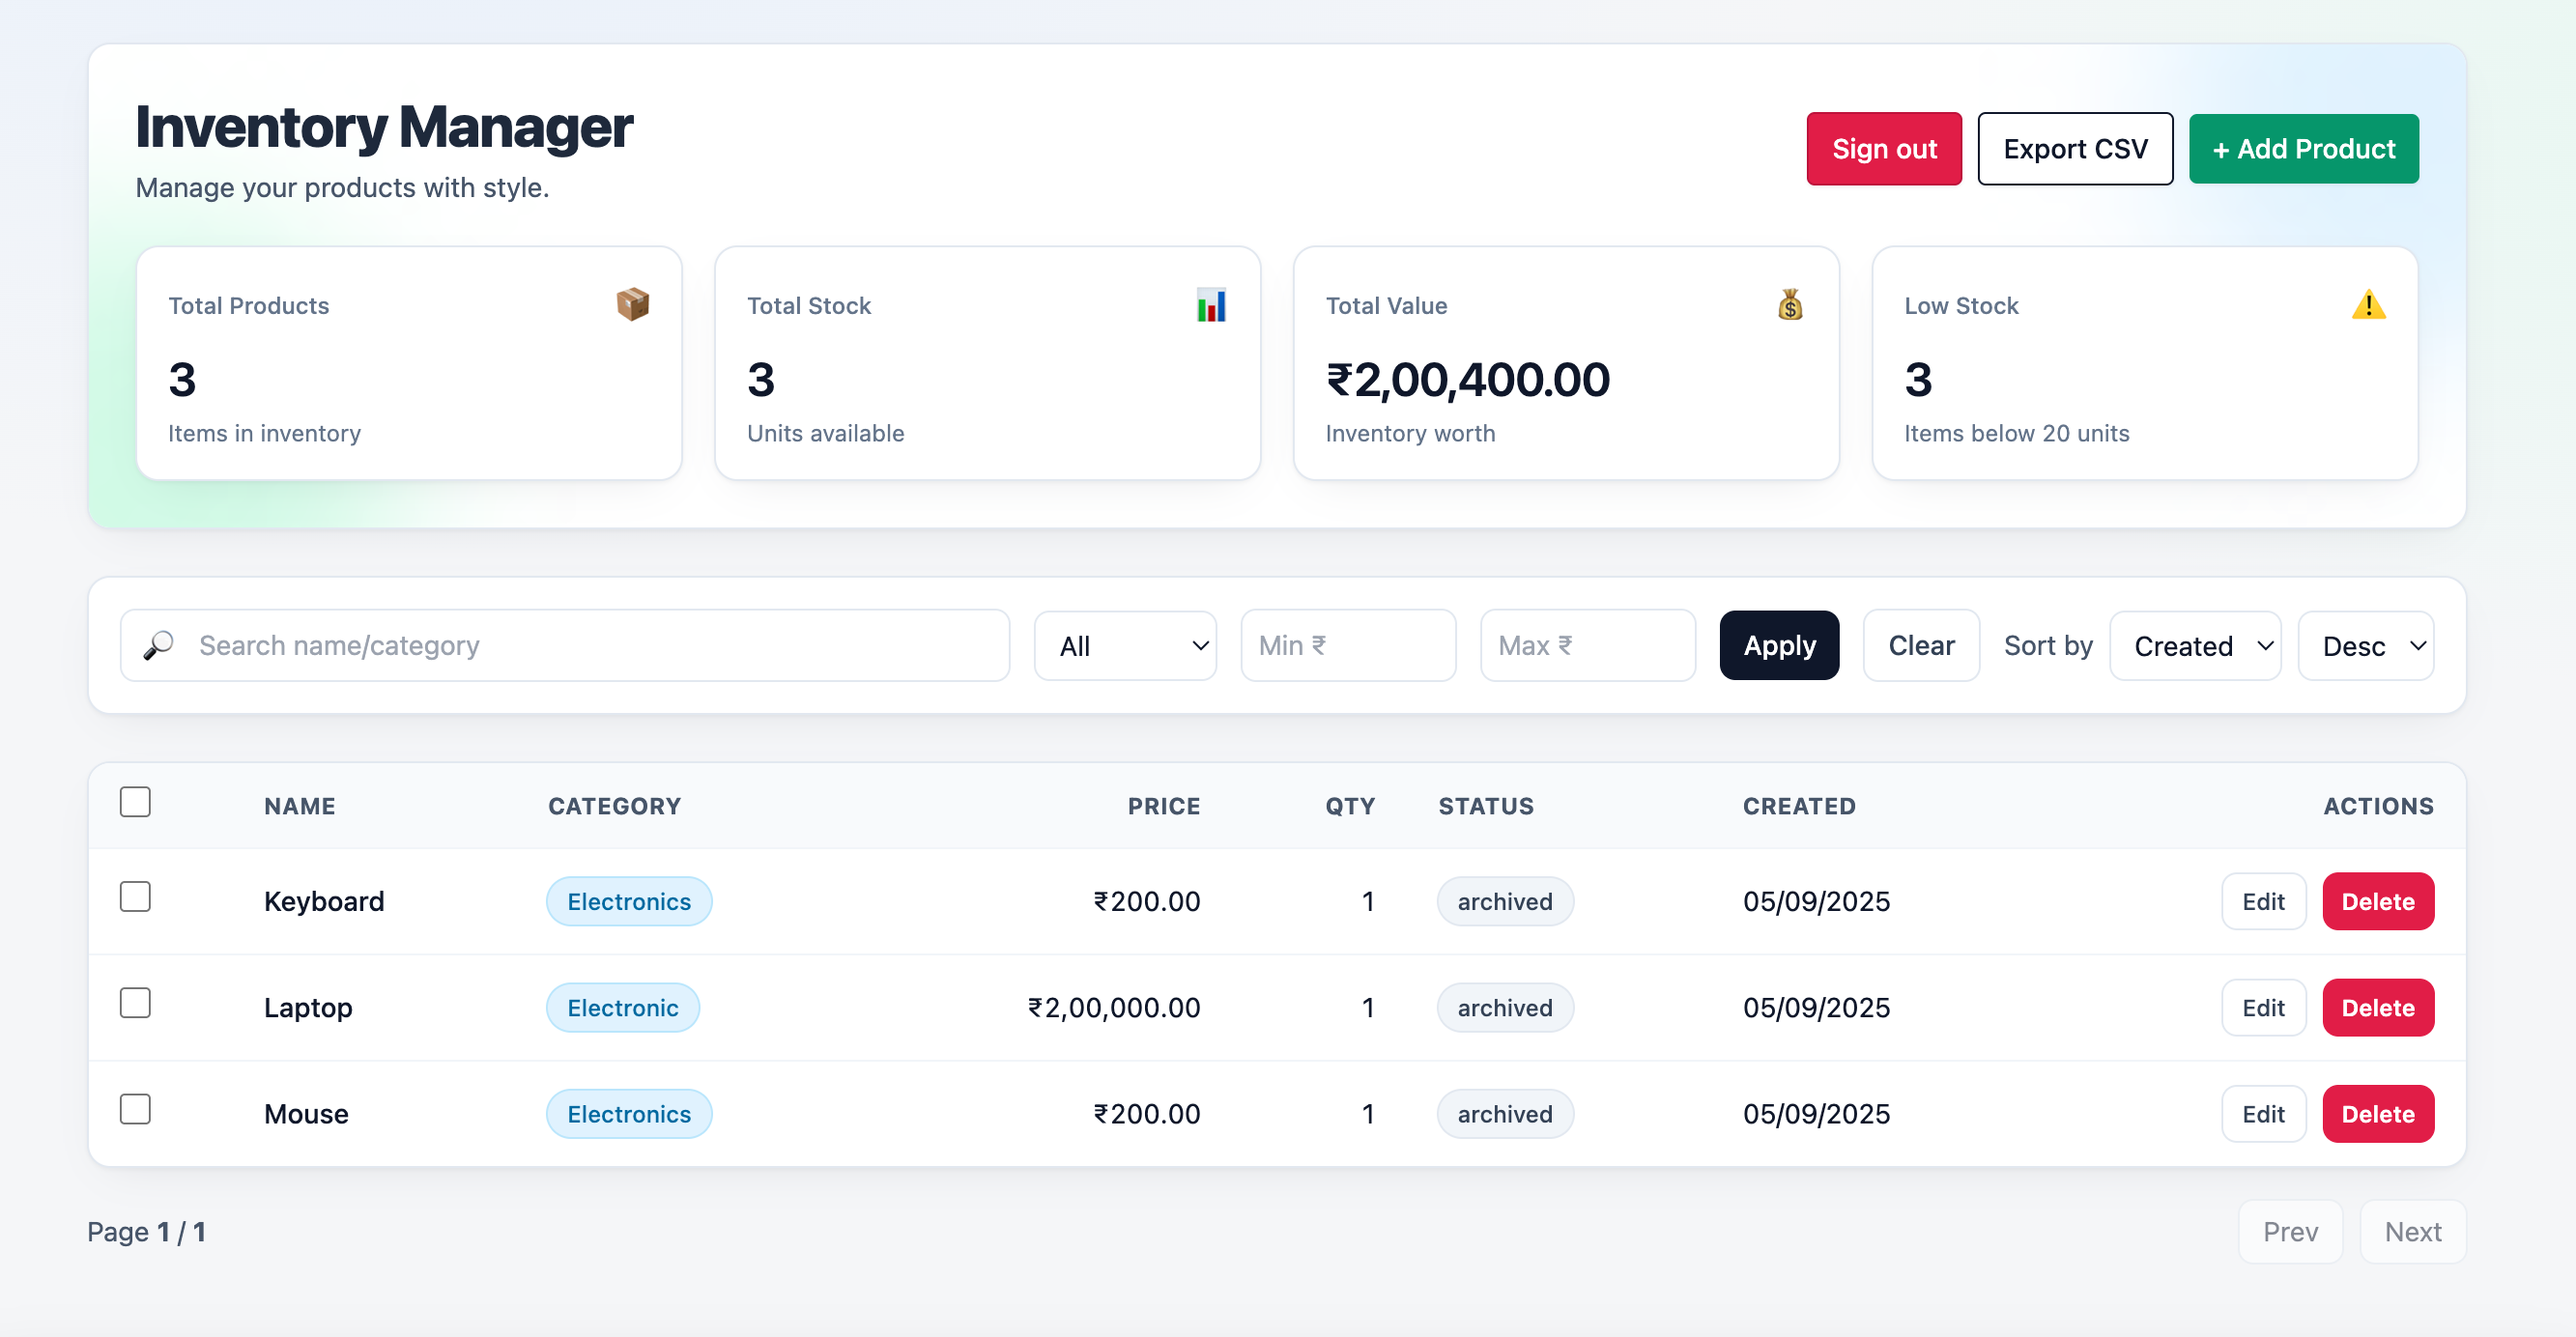 Inventory Manager
Manage your products with style.
Sign out
Export CSV
+ Add Product
Total Products
3
Items in inventory
Total Stock
3
Units available
Total Value
₹2,00,400.00
Inventory worth
Low Stock
3
Items below 20 units
Search name/category
All
Min ₹
Max ₹
Apply
Clear
Sort by
Created
Desc
NAME CATEGORY PRICE QTY STATUS CREATED ACTIONS
Keyboard Electronics ₹200.00 1 archived 05/09/2025 Edit Delete
Laptop Electronic ₹2,00,000.00 1 archived 05/09/2025 Edit Delete
Mouse Electronics ₹200.00 1 archived 05/09/2025 Edit Delete
Page 1 / 1
Prev
Next